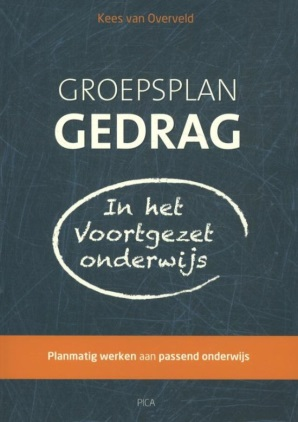 Kees van Overveld
GROEPSPLAN
GEDRAG
In het
Voortgezet
onderwijs
Planmatig werken aan passend onderwijs
PICA